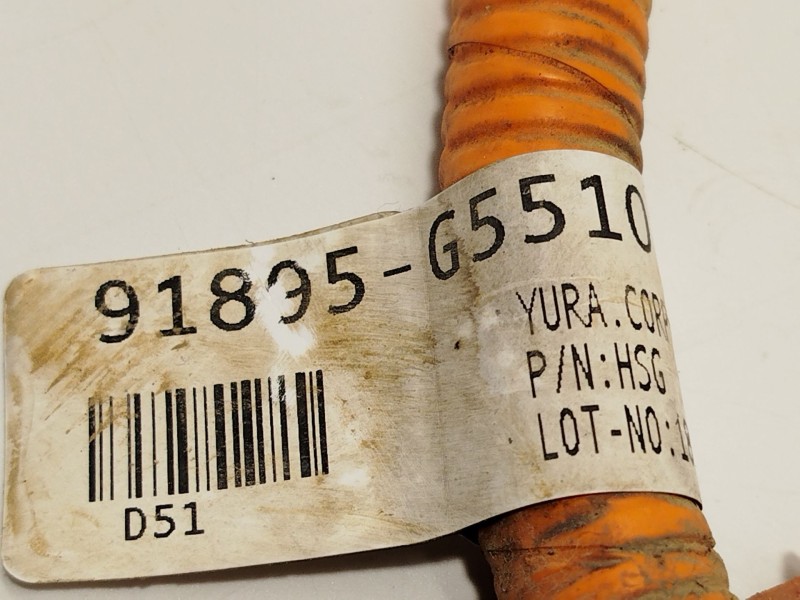 91895-G5510
YURA.CORP
P/N:HSG
LOT-NO:1
D51